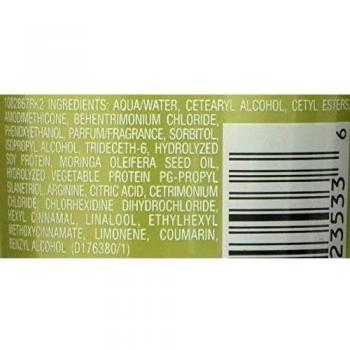 1082867RK2 INGREDIENTS: AQUA/WATER, CETEARYL ALCOHOL, CETYL ESTERS,
AMODIMETHICONE, BEHENTRIMONIUM CHLORIDE,
PHENOXYETHANOL, PARFUM/FRAGRANCE, SORBITOL,
ISOPROPYL ALCOHOL, TRIDECETH-6, HYDROLYZED
SOY PROTEIN, MORINGA OLEIFERA SEED OIL,
HYDROLYZED VEGETABLE PROTEIN PG-PROPYL
SILANETRIOL, ARGININE, CITRIC ACID, CETRIMONIUM
CHLORIDE, CHLORHEXIDINE DIHYDROCHLORIDE,
HEXYL CINNAMAL, LINALOOL, ETHYLHEXYL
METHOXYCINNAMATE, LIMONENE, COUMARIN,
BENZYL ALCOHOL (D176380/1)
23533 6